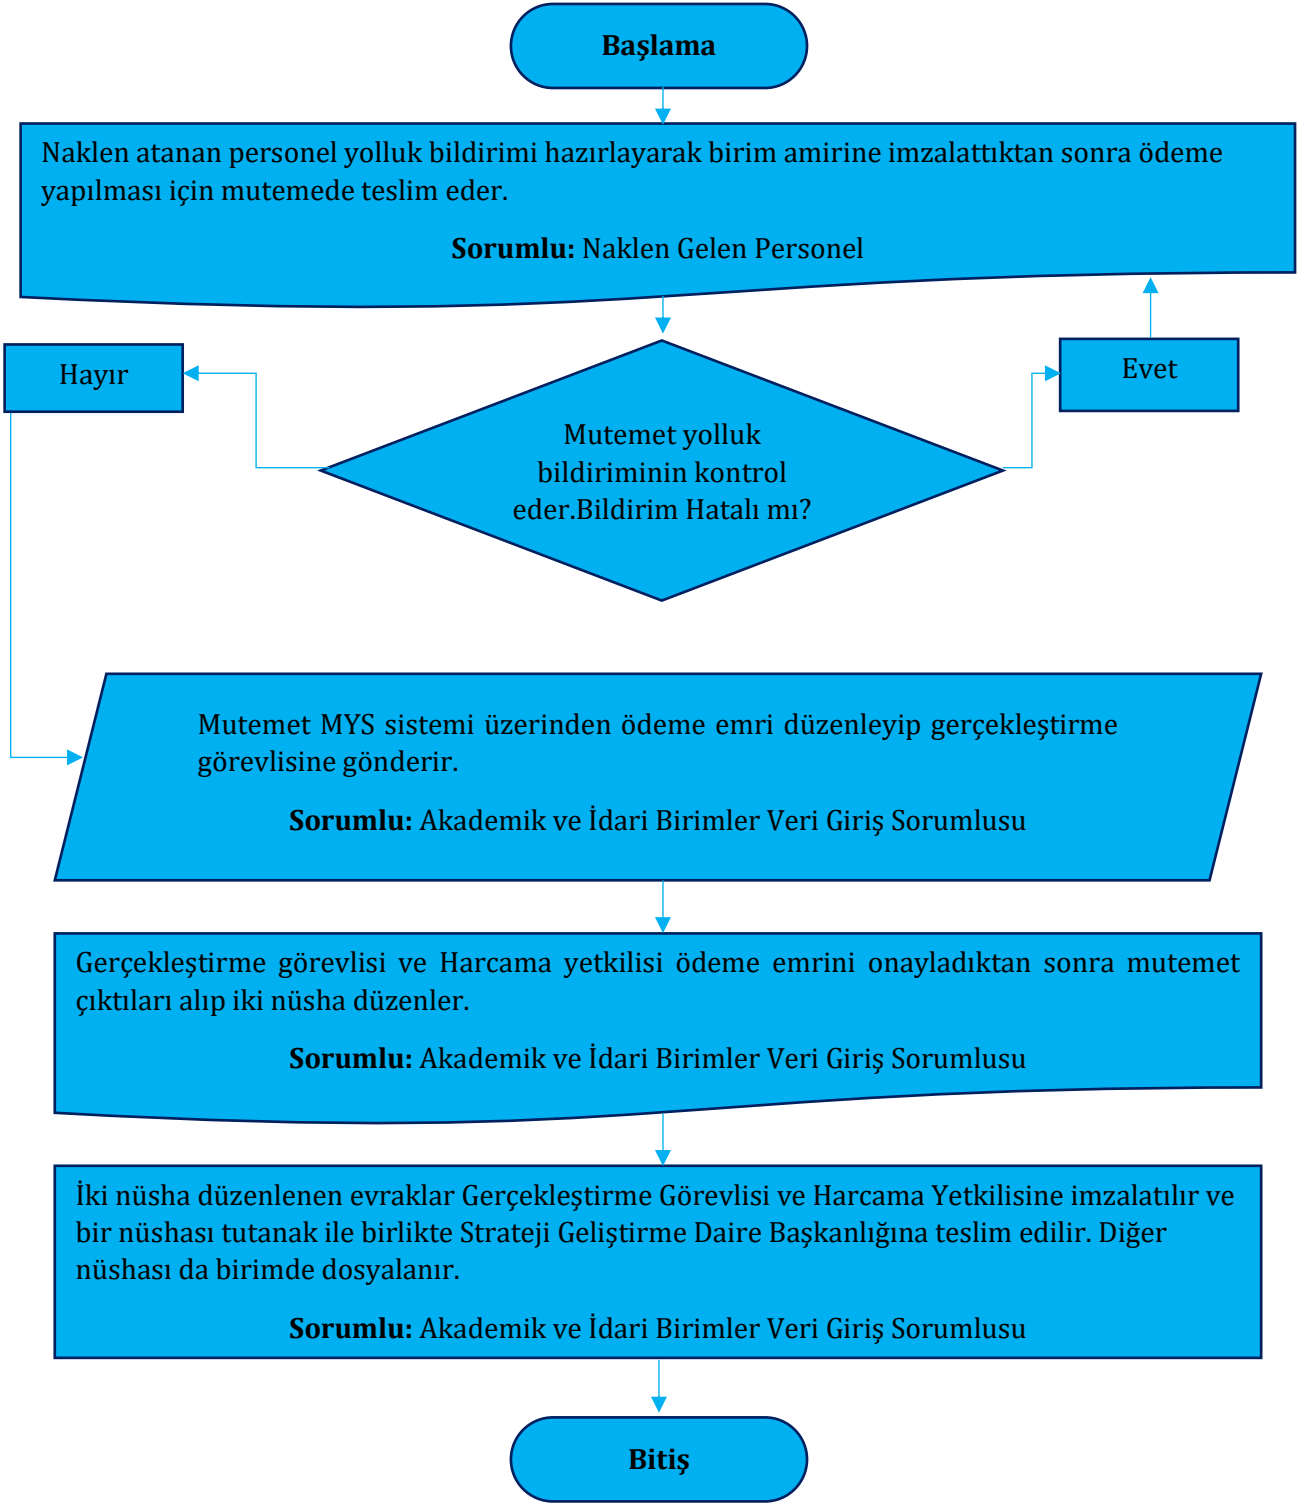 Başlama
Naklen atanan personel yolluk bildirimi hazırlayarak birim amirine imzalattıktan sonra ödeme
yapılması için mutemede teslim eder.
Sorumlu: Naklen Gelen Personel
Hayır
Evet
Mutemet yolluk
bildiriminin kontrol
eder.Bildirim Hatalı mı?
Mutemet MYS sistemi üzerinden ödeme emri düzenleyip gerçekleştirme
görevlisine gönderir.
Sorumlu: Akademik ve İdari Birimler Veri Giriş Sorumlusu
Gerçekleştirme görevlisi ve Harcama yetkilisi ödeme emrini onayladıktan sonra mutemet
çıktıları alıp iki nüsha düzenler.
Sorumlu: Akademik ve İdari Birimler Veri Giriş Sorumlusu
İki nüsha düzenlenen evraklar Gerçekleştirme Görevlisi ve Harcama Yetkilisine imzalatılır ve
bir nüshası tutanak ile birlikte Strateji Geliştirme Daire Başkanlığına teslim edilir. Diğer
nüshası da birimde dosyalanır.
Sorumlu: Akademik ve İdari Birimler Veri Giriş Sorumlusu
Bitiş